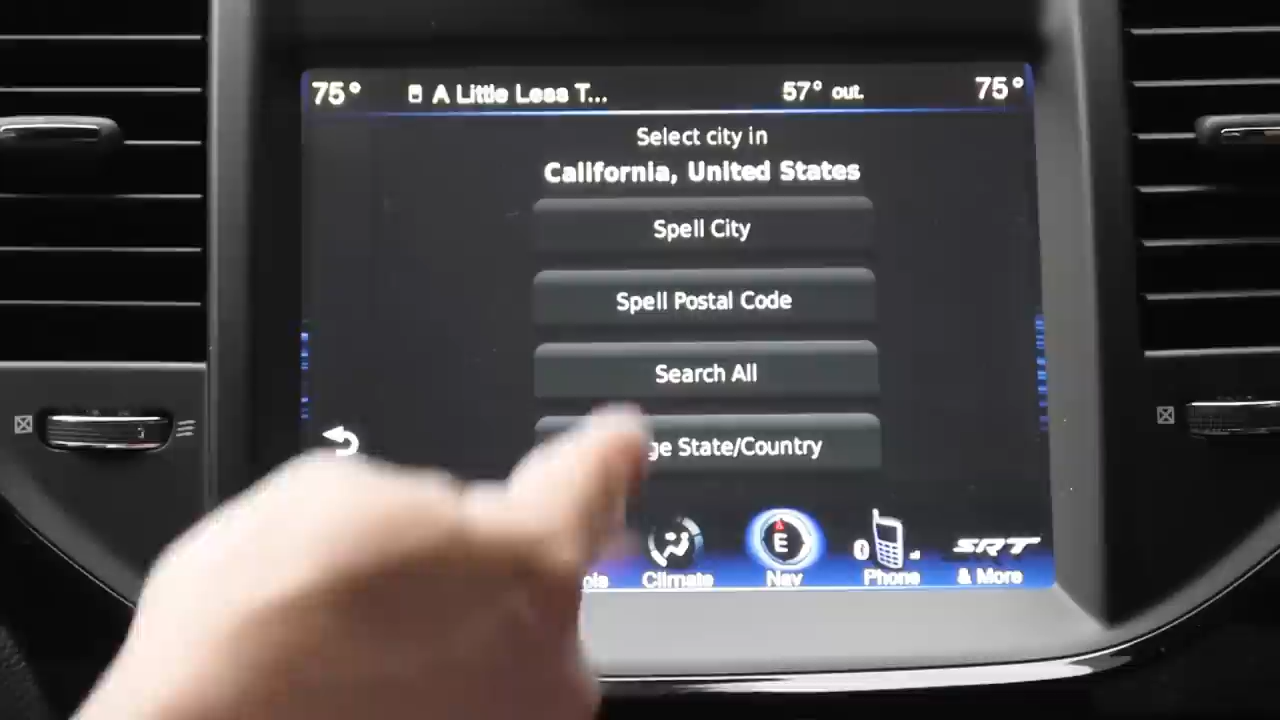 75° A Little Less T... 57° out. 75°
Select city in
California, United States
Spell City
Spell Postal Code
Search All
ge State/Country
E
ols Climate Nav Phone SRT & More